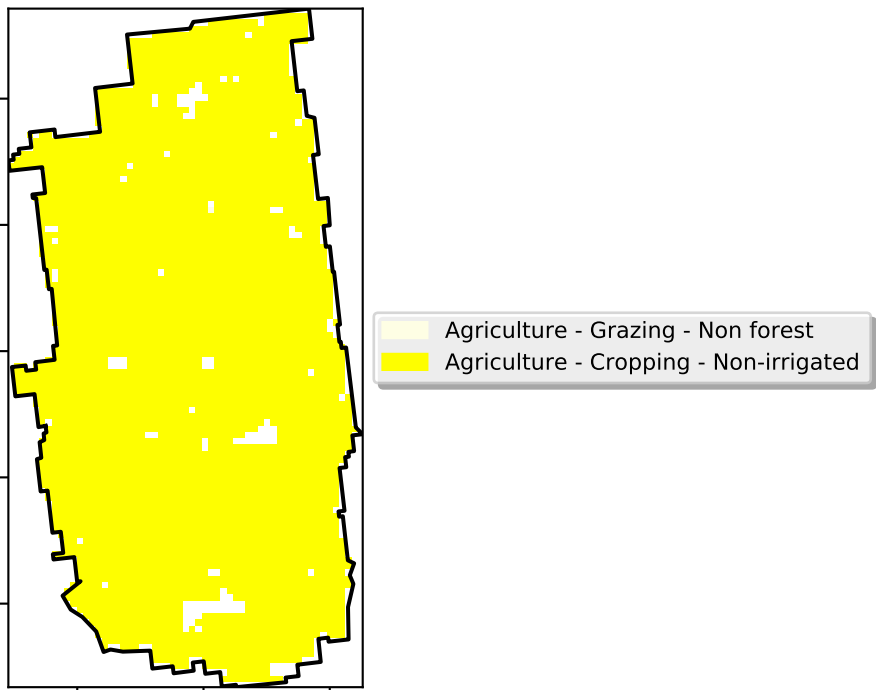 Agriculture - Grazing - Non forest
Agriculture - Cropping - Non-irrigated